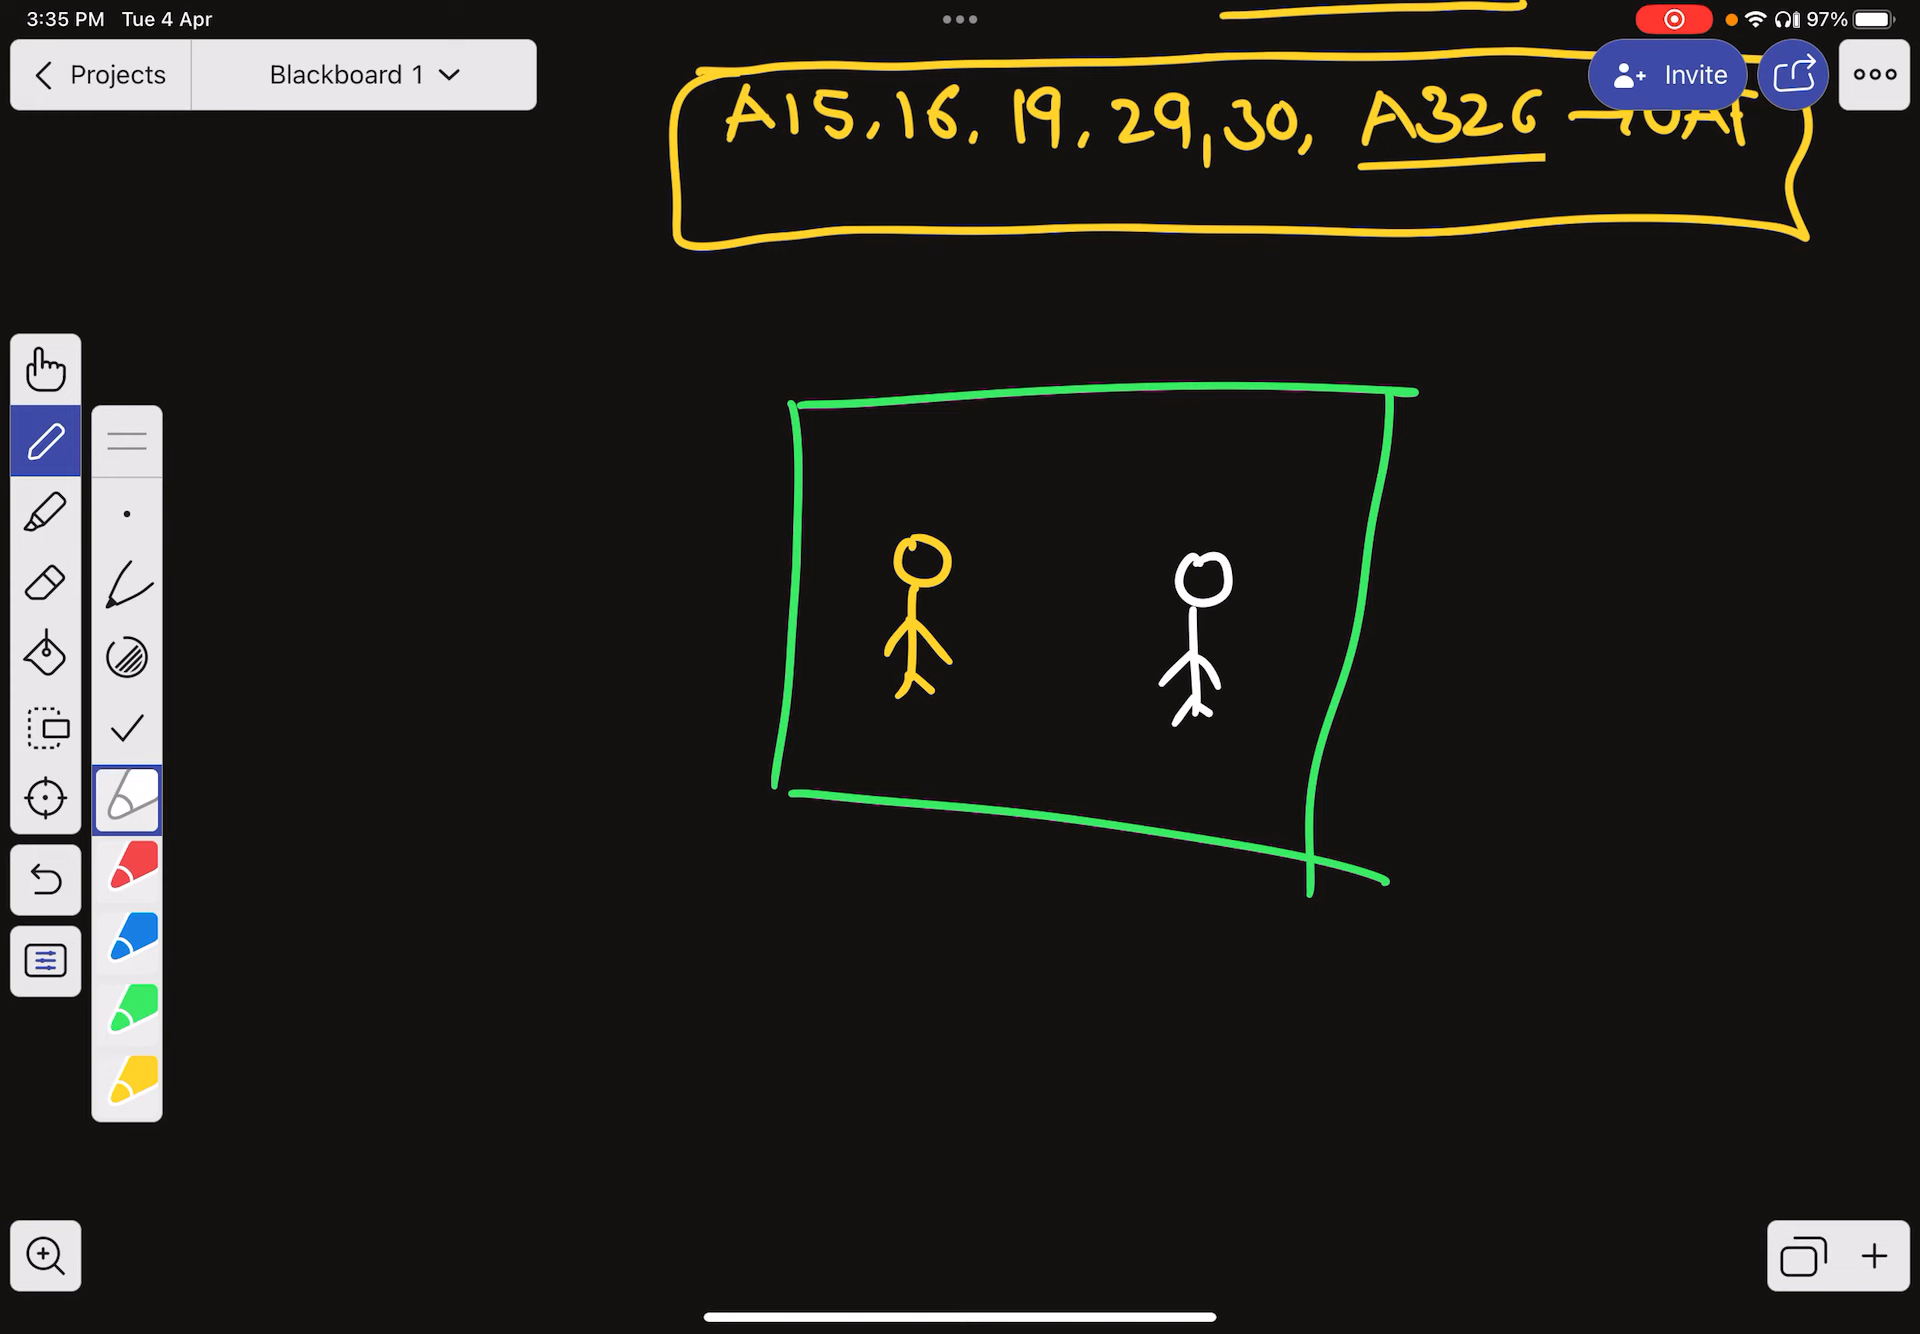 3:35 PM Tue 4 Apr
97%
Projects
Blackboard 1
Invite
A15, 16, 19, 29, 30, A326